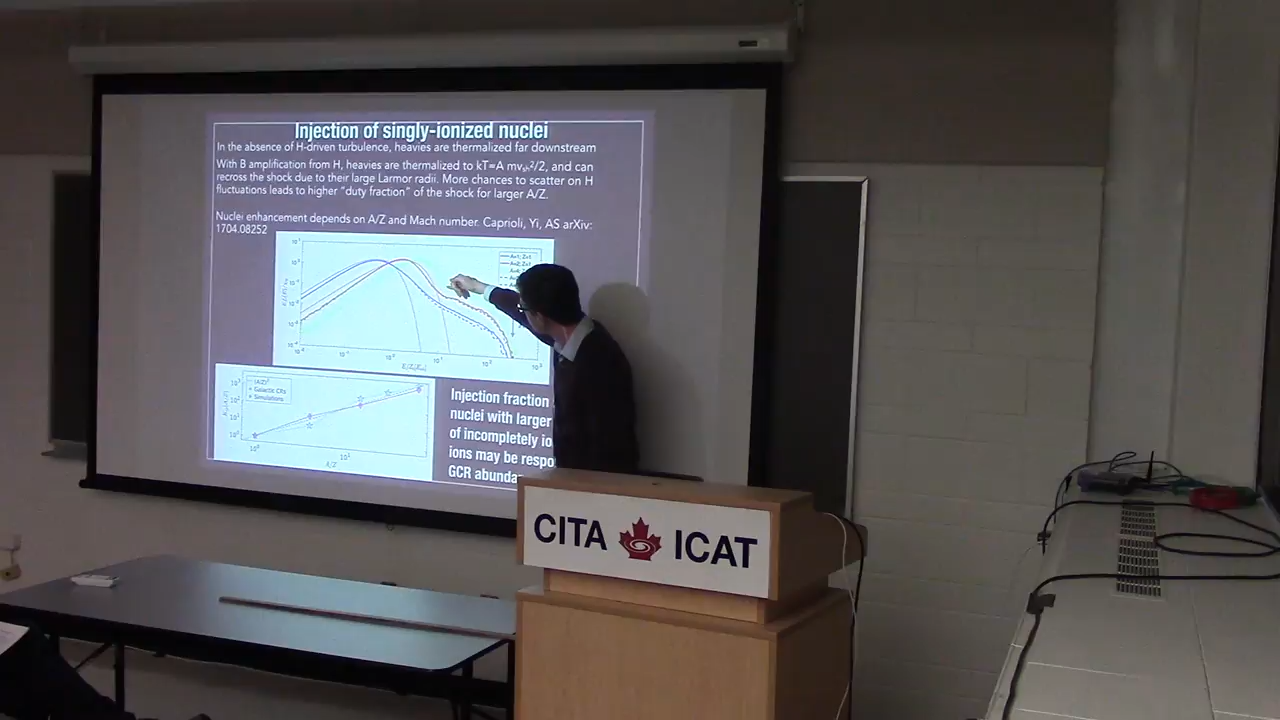 Injection of singly-ionized nuclei
In the absence of H-driven turbulence, heavies are thermalized far downstream
With B amplification from H, heavies are thermalized to kT=A mvsh²/2, and can
recross the shock due to their large Larmor radii. More chances to scatter on H
fluctuations leads to higher "duty fraction" of the shock for larger A/Z.
Nuclei enhancement depends on A/Z and Mach number. Caprioli, Yi, AS arXiv:
1704.08252
A=1; Z=1
A=2; Z=1
(A/Z)²
Galactic CRs
Simulations
A/Z
Injection fraction
nuclei with larger
of incompletely io
ions may be respo
GCR abunda
CITA ICAT